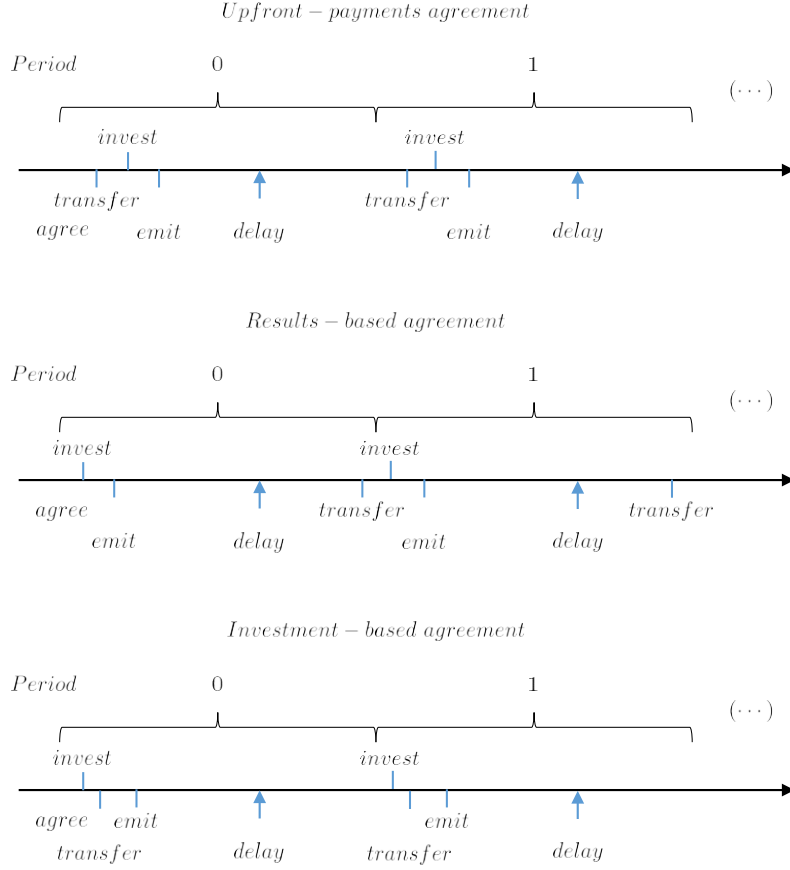 Upfront − payments agreement
Period 0 1
(···)
invest invest
transfer transfer
agree emit delay emit delay
Results − based agreement
Period 0 1
(···)
invest invest
agree transfer transfer
emit delay emit delay
Investment − based agreement
Period 0 1
(···)
invest invest
agree emit emit
transfer delay transfer delay